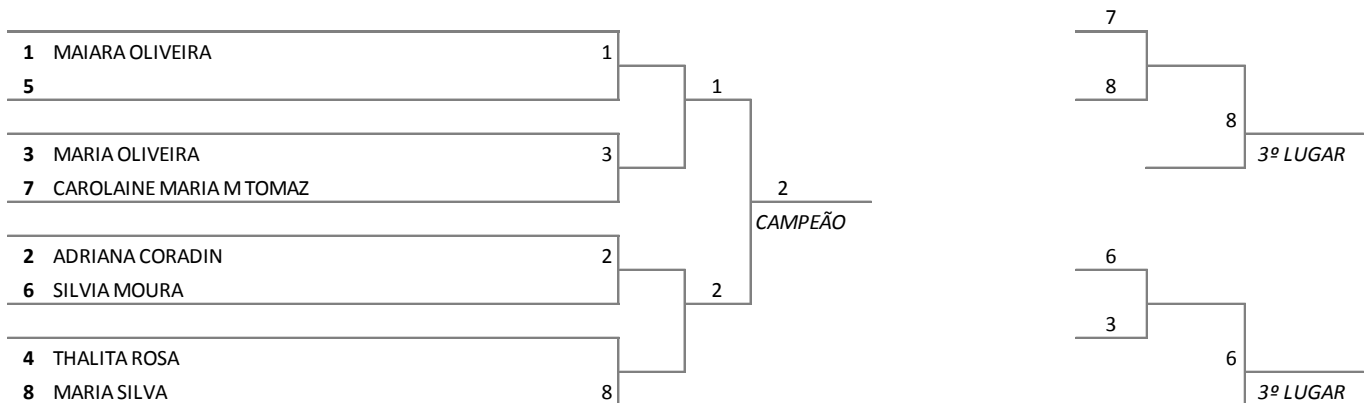 7
1 MAIARA OLIVEIRA 1
5 1 8
8
3 MARIA OLIVEIRA 3 3º LUGAR
7 CAROLAINE MARIA M TOMAZ 2
CAMPEÃO
2 ADRIANA CORADIN 2 6
6 SILVIA MOURA 2
3
4 THALITA ROSA 6
8 MARIA SILVA 8 3º LUGAR